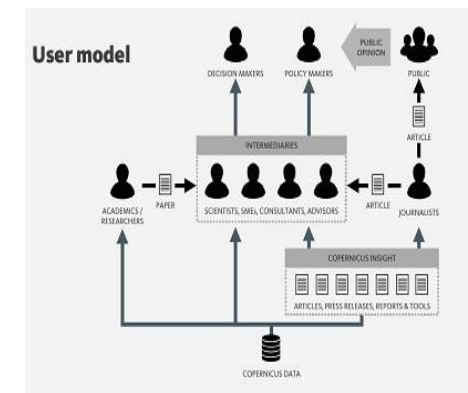 User model
PUBLIC
OPINION
DECISION MAKERS
POLICY MAKERS
PUBLIC
ARTICLE
INTERMEDIARIES
PAPER
ARTICLE
ACADEMICS /
RESEARCHERS
SCIENTISTS, SMEs, CONSULTANTS, ADVISORS
JOURNALISTS
COPERNICUS INSIGHT
ARTICLES, PRESS RELEASES, REPORTS & TOOLS
COPERNICUS DATA